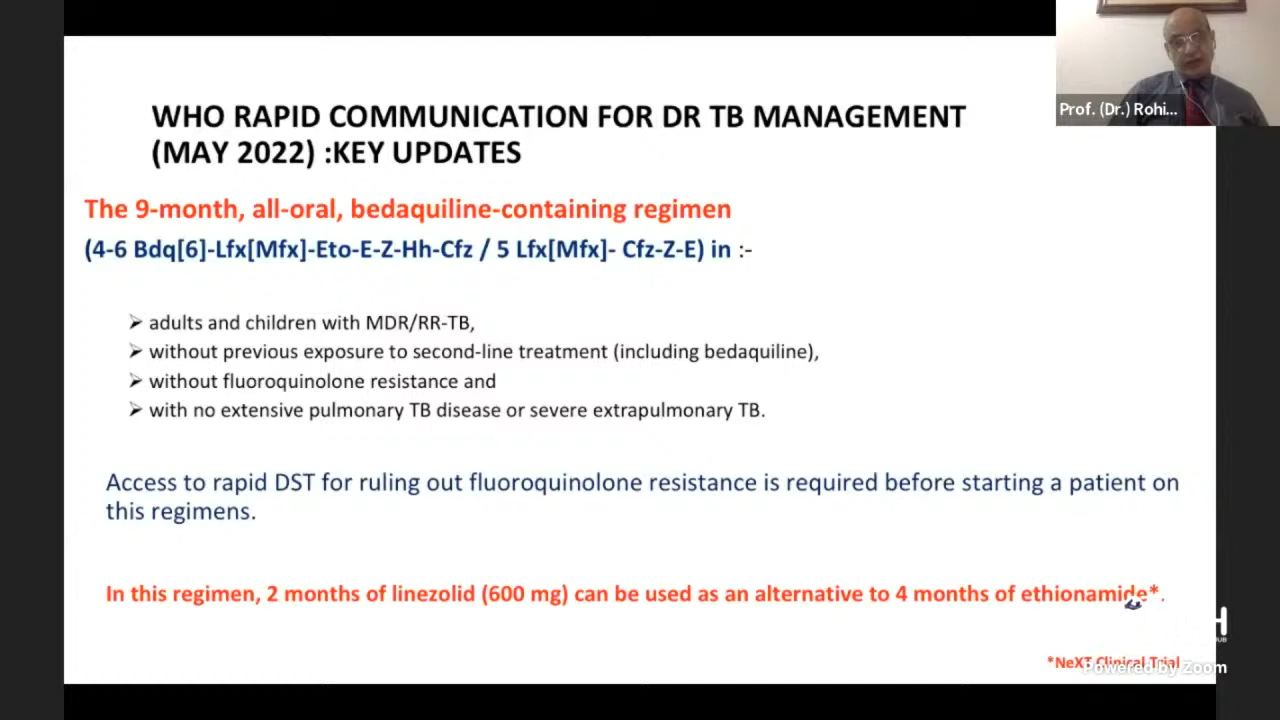 WHO RAPID COMMUNICATION FOR DR TB MANAGEMENT
(MAY 2022) :KEY UPDATES
Prof. (Dr.) Rohi...
The 9-month, all-oral, bedaquiline-containing regimen
(4-6 Bdq[6]-Lfx[Mfx]-Eto-E-Z-Hh-Cfz / 5 Lfx[Mfx]- Cfz-Z-E) in :-
➢ adults and children with MDR/RR-TB,
➢ without previous exposure to second-line treatment (including bedaquiline),
➢ without fluoroquinolone resistance and
➢ with no extensive pulmonary TB disease or severe extrapulmonary TB.
Access to rapid DST for ruling out fluoroquinolone resistance is required before starting a patient on
this regimens.
In this regimen, 2 months of linezolid (600 mg) can be used as an alternative to 4 months of ethionamide*.
*NeXT Clinical Trial
Powered by Zoom